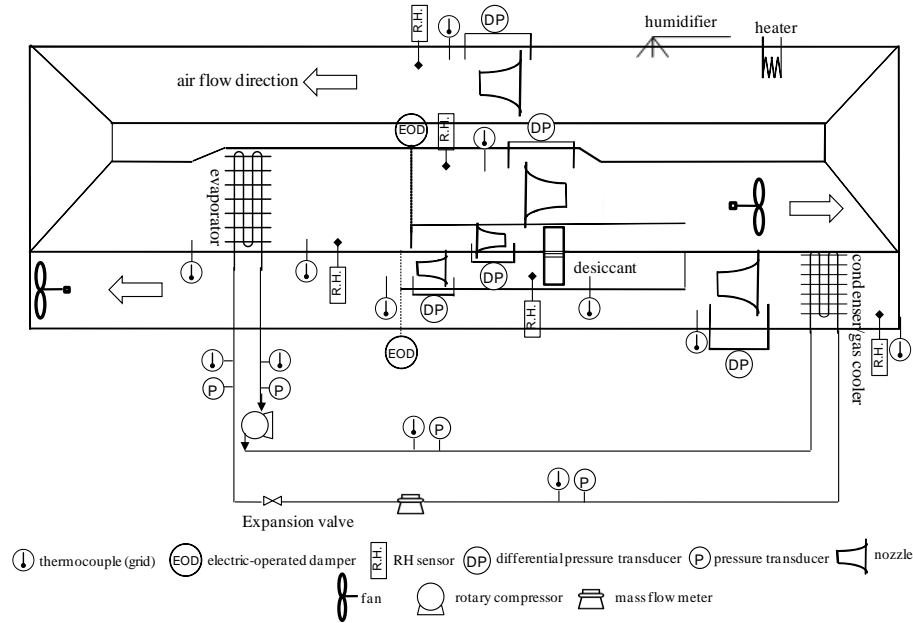 R.H.
DP
humidifier
heater
air flow direction
EOD
R.H.
DP
evaporator
desiccant
R.H.
DP
DP
R.H.
EOD
DP
condenser/gas cooler
R.H.
P
P
P
P
Expansion valve
thermocouple (grid)
EOD electric-operated damper
R.H. RH sensor
DP differential pressure transducer
P pressure transducer
nozzle
fan
rotary compressor
mass flow meter